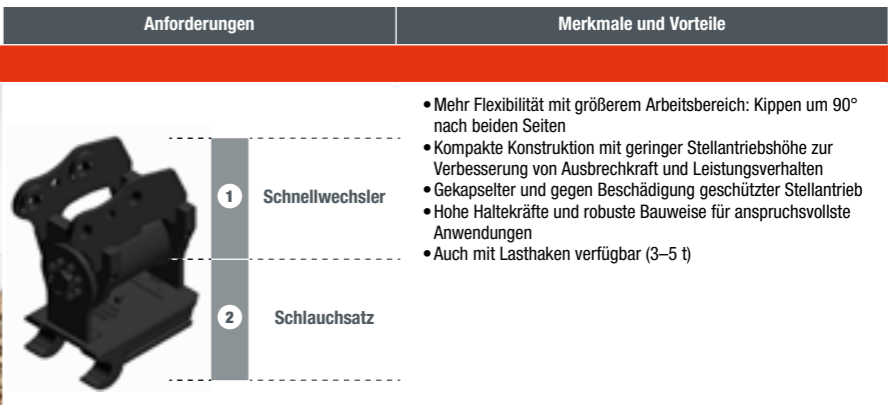 Anforderungen
Merkmale und Vorteile
1 Schnellwechsler
2 Schlauchsatz
• Mehr Flexibilität mit größerem Arbeitsbereich: Kippen um 90°
nach beiden Seiten
• Kompakte Konstruktion mit geringer Stellantriebshöhe zur
Verbesserung von Ausbrechkraft und Leistungsverhalten
• Gekapselter und gegen Beschädigung geschützter Stellantrieb
• Hohe Haltekräfte und robuste Bauweise für anspruchsvollste
Anwendungen
• Auch mit Lasthaken verfügbar (3–5 t)